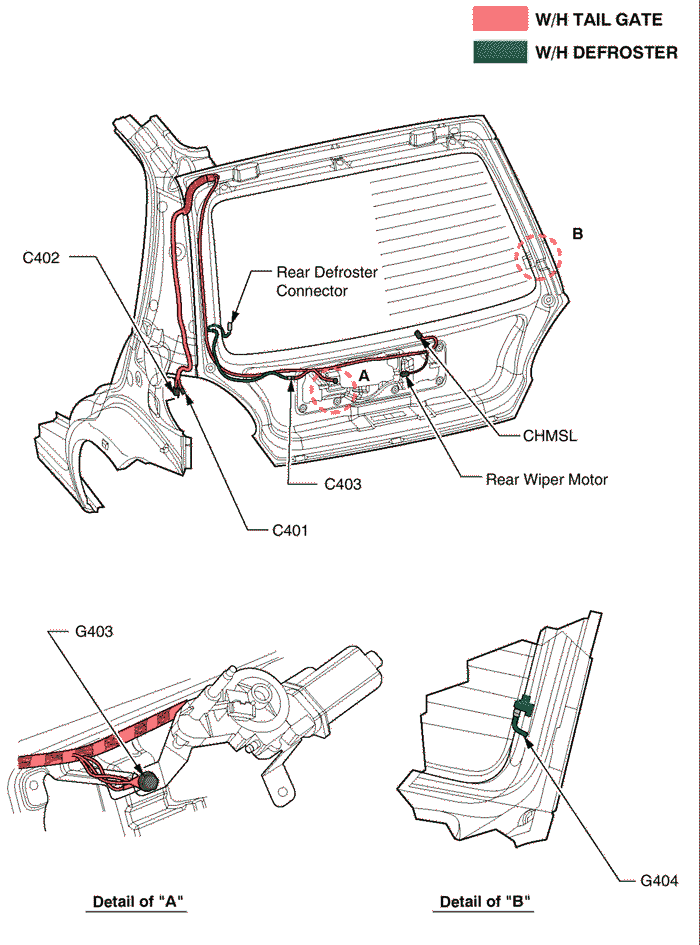 W/H TAIL GATE
W/H DEFROSTER
B
C402
Rear Defroster
Connector
A
CHMSL
Rear Wiper Motor
C403
C401
G403
G404
Detail of "A"
Detail of "B"